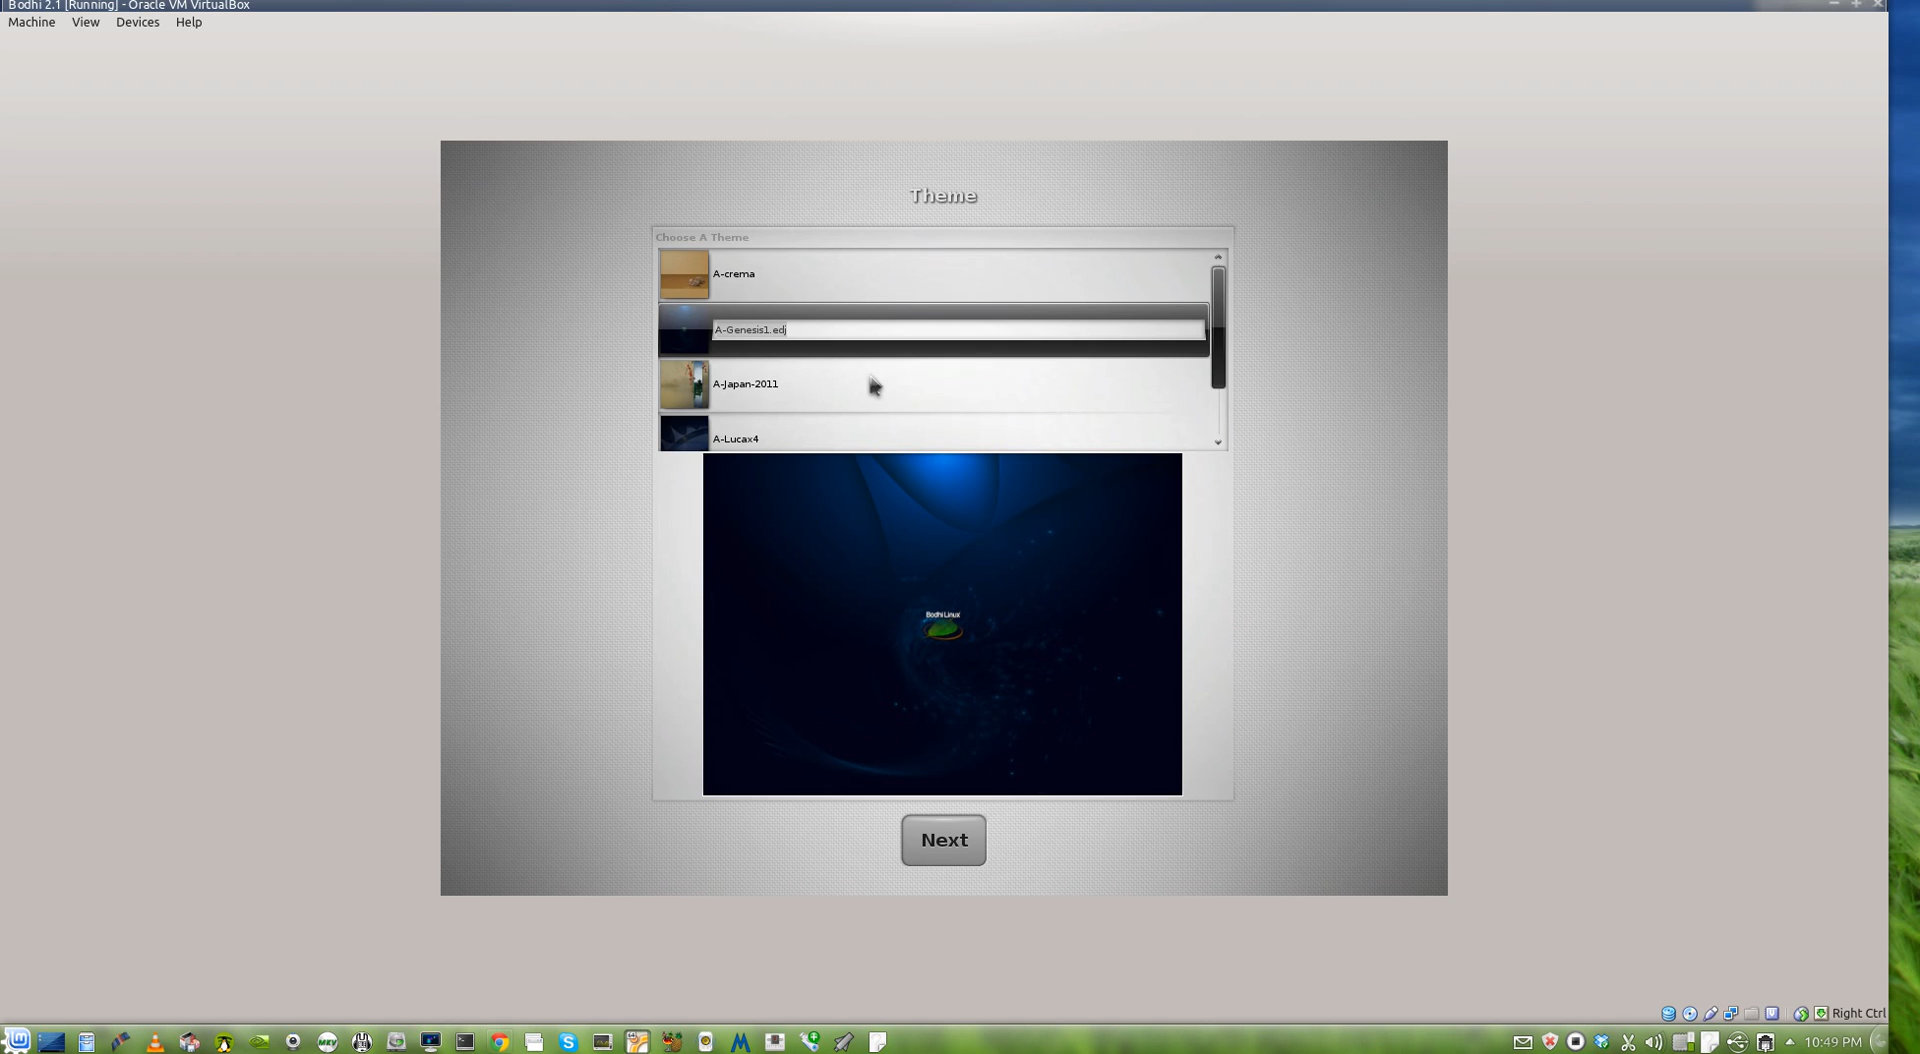 Bodhi 2.1 [Running] - Oracle VM VirtualBox
Machine View Devices Help
Theme
Choose A Theme
A-crema
A-Genesis1.edj
A-Japan-2011
A-Lucax4
Bodhi Linux
Next
Right Ctrl
MKV
10:49 PM